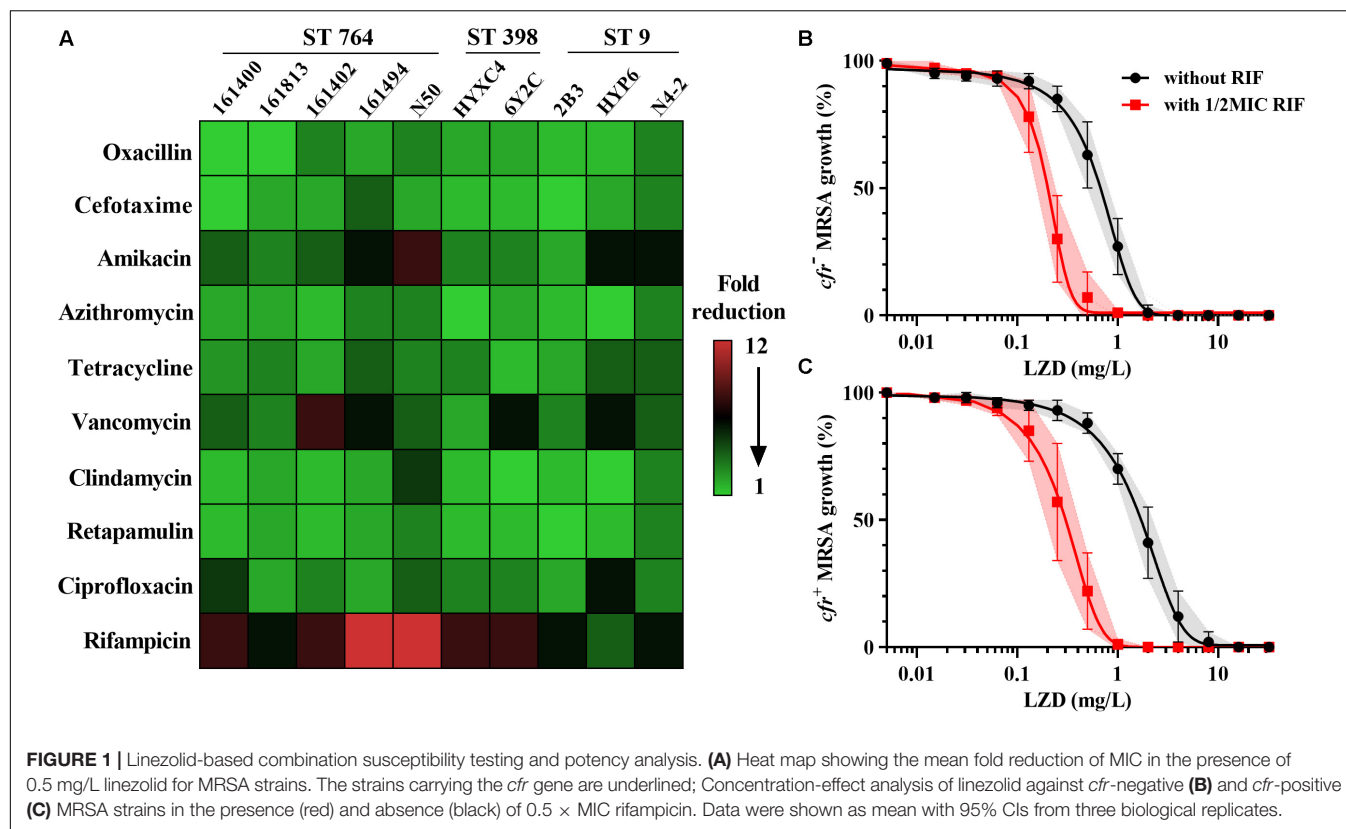 A
ST 764 ST 398 ST 9
161400 161813 161402 161494 N50 HYXC4 6Y2C 2B3 HYP6 N4-2
Oxacillin
Cefotaxime
Amikacin
Azithromycin
Tetracycline
Vancomycin
Clindamycin
Retapamulin
Ciprofloxacin
Rifampicin
Fold
reduction
12
1
B
cfr⁻ MRSA growth (%)
100
50
0
0.01 0.1 1 10
LZD (mg/L)
without RIF
with 1/2MIC RIF
C
cfr⁺ MRSA growth (%)
100
50
0
0.01 0.1 1 10
LZD (mg/L)
FIGURE 1 | Linezolid-based combination susceptibility testing and potency analysis. (A) Heat map showing the mean fold reduction of MIC in the presence of
0.5 mg/L linezolid for MRSA strains. The strains carrying the cfr gene are underlined; Concentration-effect analysis of linezolid against cfr-negative (B) and cfr-positive
(C) MRSA strains in the presence (red) and absence (black) of 0.5 × MIC rifampicin. Data were shown as mean with 95% CIs from three biological replicates.